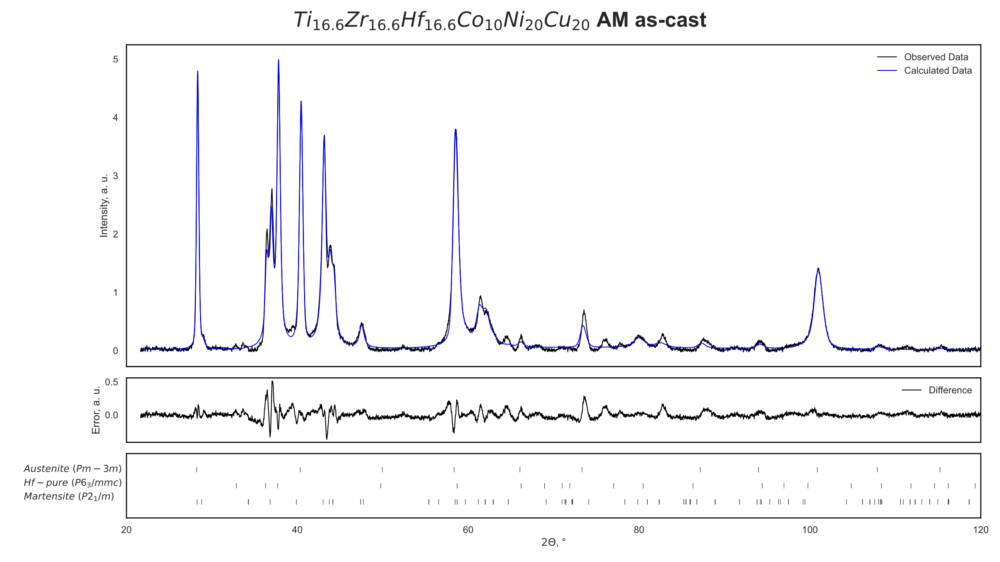 Ti₁₆.₆Zr₁₆.₆Hf₁₆.₆Co₁₀Ni₂₀Cu₂₀ AM as-cast
Observed Data
Calculated Data
5
4
3
2
1
0
Intensity, a. u.
Difference
0.5
0.0
Error, a. u.
Austenite (Pm − 3m)
Hf − pure (P6₃/mmc)
Martensite (P2₁/m)
20 40 60 80 100 120
2Θ, °